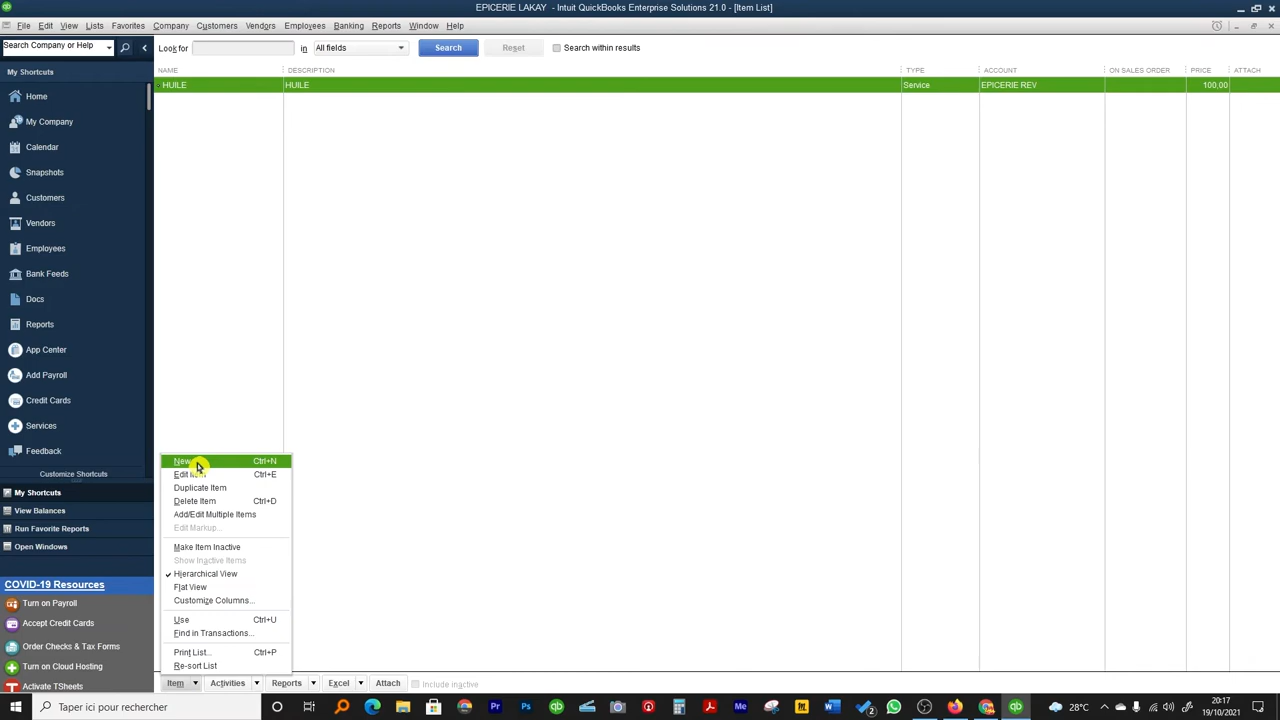 EPICERIE LAKAY - Intuit QuickBooks Enterprise Solutions 21.0 - [Item List]
File Edit View Lists Favorites Company Customers Vendors Employees Banking Reports Window Help
Search Company or Help
Look for in All fields Search Reset Search within results
My Shortcuts
NAME DESCRIPTION TYPE ACCOUNT ON SALES ORDER PRICE ATTACH
HUILE HUILE Service EPICERIE REV 100,00
Home
My Company
Calendar
Snapshots
Customers
Vendors
Employees
Bank Feeds
Docs
Reports
App Center
Add Payroll
Credit Cards
Services
Feedback
Customize Shortcuts
My Shortcuts
View Balances
Run Favorite Reports
Open Windows
COVID-19 Resources
Turn on Payroll
Accept Credit Cards
Order Checks & Tax Forms
Turn on Cloud Hosting
Activate TSheets
New Ctrl+N
Edit Ctrl+E
Duplicate Item
Delete Item Ctrl+D
Add/Edit Multiple Items
Edit Markup...
Make Item Inactive
Show Inactive Items
Hierarchical View
Flat View
Customize Columns...
Use Ctrl+U
Find in Transactions...
Print List... Ctrl+P
Re-sort List
Item Activities Reports Excel Attach Include inactive
Taper ici pour rechercher
28°C
20:17
19/10/2021